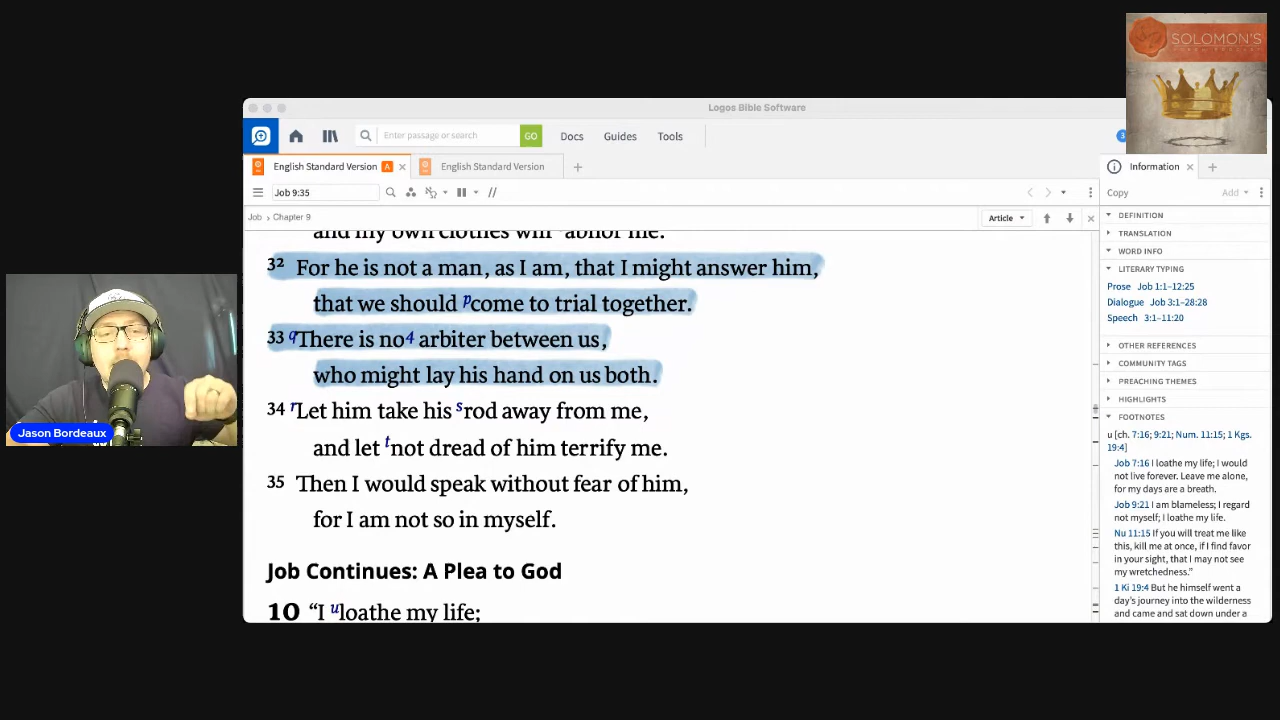 SOLOMON'S
Logos Bible Software
Enter passage or search
GO
Docs
Guides
Tools
3
English Standard Version A
English Standard Version
Information
Job 9:35
Copy
Add
Job › Chapter 9
Article
DEFINITION
TRANSLATION
WORD INFO
LITERARY TYPING
Prose Job 1:1–12:25
Dialogue Job 3:1–28:28
Speech 3:1–11:20
OTHER REFERENCES
COMMUNITY TAGS
PREACHING THEMES
HIGHLIGHTS
FOOTNOTES
u [ch. 7:16; 9:21; Num. 11:15; 1 Kgs.
19:4]
Job 7:16 I loathe my life; I would
not live forever. Leave me alone,
for my days are a breath.
Job 9:21 I am blameless; I regard
not myself; I loathe my life.
Nu 11:15 If you will treat me like
this, kill me at once, if I find favor
in your sight, that I may not see
my wretchedness.”
1 Ki 19:4 But he himself went a
day's journey into the wilderness
and came and sat down under a
and my own clothes will abhor me.
32 For he is not a man, as I am, that I might answer him,
that we should p come to trial together.
33 q There is no 4 arbiter between us,
who might lay his hand on us both.
34 r Let him take his s rod away from me,
and let t not dread of him terrify me.
35 Then I would speak without fear of him,
for I am not so in myself.
Job Continues: A Plea to God
10 “I u loathe my life;
Jason Bordeaux